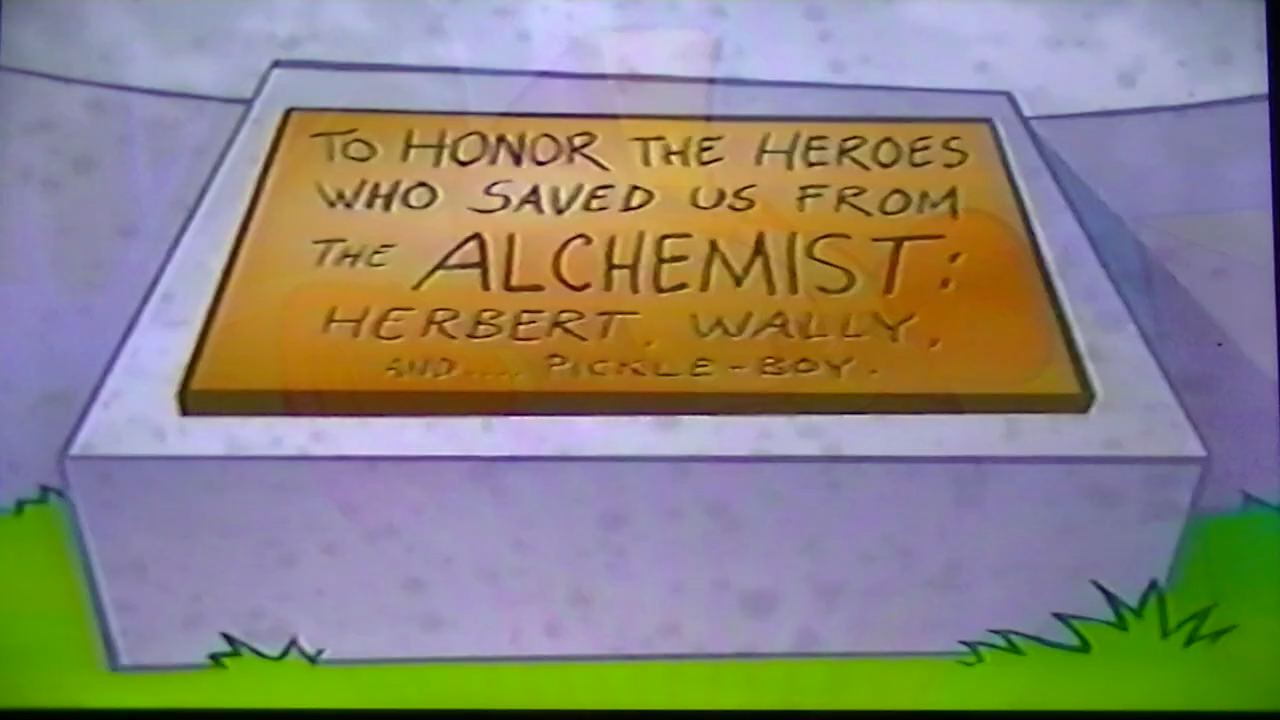 TO HONOR THE HEROES
WHO SAVED US FROM
THE ALCHEMIST:
HERBERT, WALLY,
AND.... PICKLE-BOY.